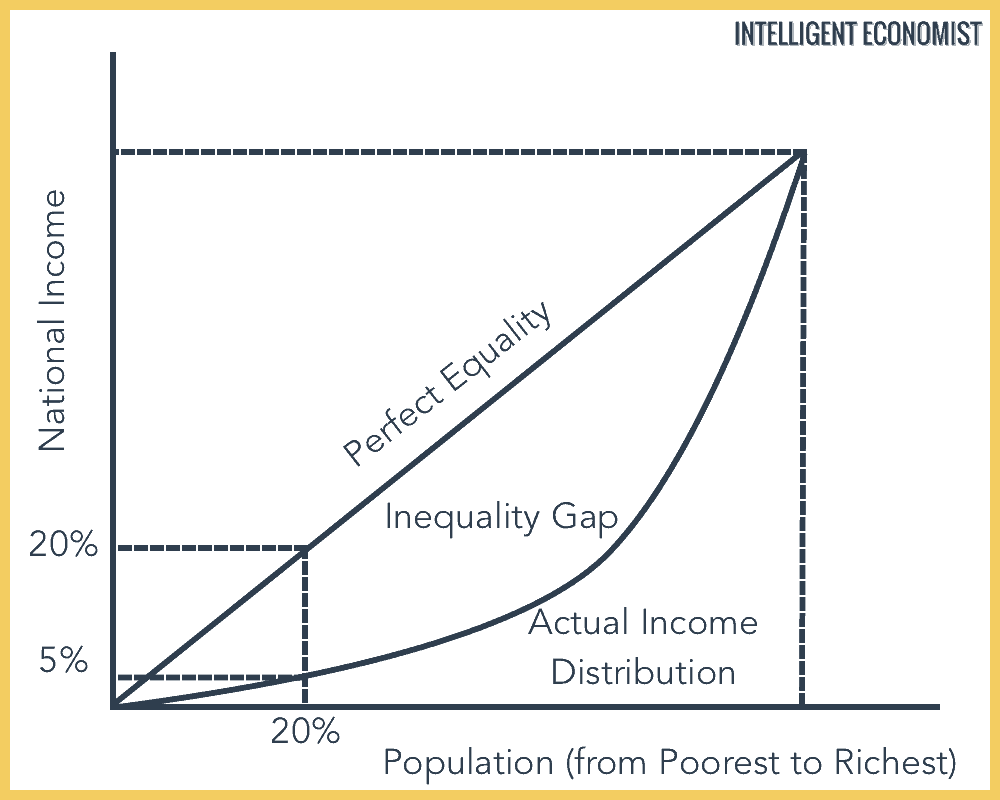 INTELLIGENT ECONOMIST
National Income
Perfect Equality
Inequality Gap
20%
Actual Income
Distribution
5%
20%
Population (from Poorest to Richest)